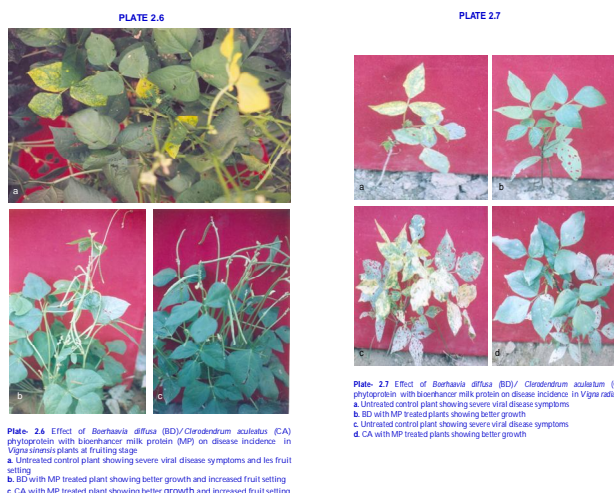 PLATE 2.6
a
b
c
Plate- 2.6 Effect of Boerhaavia diffusa (BD)/ Clerodendrum aculeatus (CA)
phytoprotein with bioenhancer milk protein (MP) on disease incidence in
Vigna sinensis plants at fruiting stage
a. Untreated control plant showing severe viral disease symptoms and les fruit
setting
b. BD with MP treated plant showing better growth and increased fruit setting
c. CA with MP treated plant showing better growth and increased fruit setting
PLATE 2.7
a
b
c
d
Plate- 2.7 Effect of Boerhaavia diffusa (BD)/ Clerodendrum aculeatum
phytoprotein with bioenhancer milk protein (MP) on disease incidence in Vigna
a. Untreated control plant showing severe viral disease symptoms
b. BD with MP treated plants showing better growth
c. Untreated control plant showing severe viral disease symptoms
d. CA with MP treated plants showing better growth